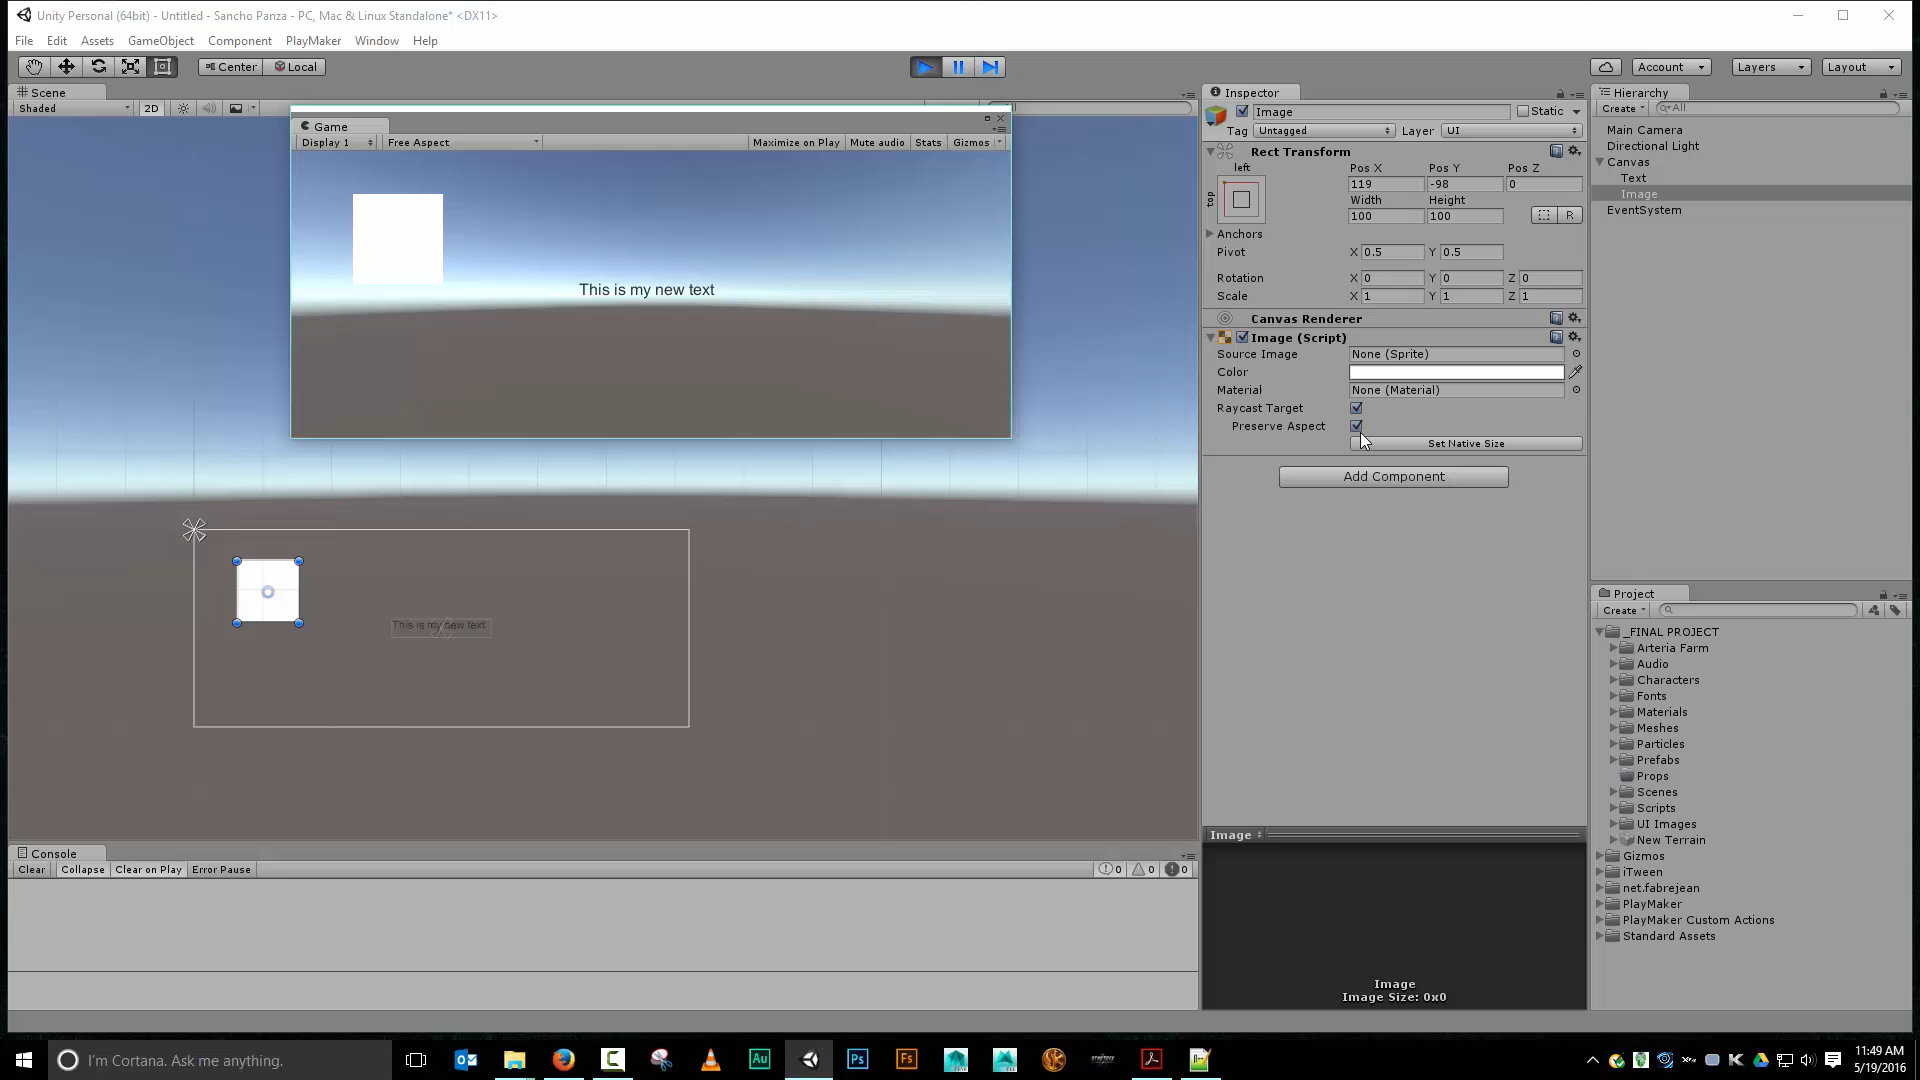 Unity Personal (64bit) - Untitled - Sancho Panza - PC, Mac & Linux Standalone* <DX11>
File Edit Assets GameObject Component PlayMaker Window Help
Center Local
Account Layers Layout
Scene
Shaded 2D
Game
Display 1 Free Aspect Maximize on Play Mute audio Stats Gizmos
This is my new text
This is my new text
Console
Clear Collapse Clear on Play Error Pause 0 0 0
Inspector
Image Static
Tag Untagged Layer UI
Rect Transform
left
top
Pos X Pos Y Pos Z
119 -98 0
Width Height
100 100 R
Anchors
Pivot X 0.5 Y 0.5
Rotation X 0 Y 0 Z 0
Scale X 1 Y 1 Z 1
Canvas Renderer
Image (Script)
Source Image None (Sprite)
Color
Material None (Material)
Raycast Target
Preserve Aspect
Set Native Size
Add Component
Image
Image
Image Size: 0x0
Hierarchy
Create All
Main Camera
Directional Light
Canvas
Text
Image
EventSystem
Project
Create
_FINAL PROJECT
Arteria Farm
Audio
Characters
Fonts
Materials
Meshes
Particles
Prefabs
Props
Scenes
Scripts
UI Images
New Terrain
Gizmos
iTween
net.fabrejean
PlayMaker
PlayMaker Custom Actions
Standard Assets
I'm Cortana. Ask me anything.
Au Ps Fs
11:49 AM
5/19/2016